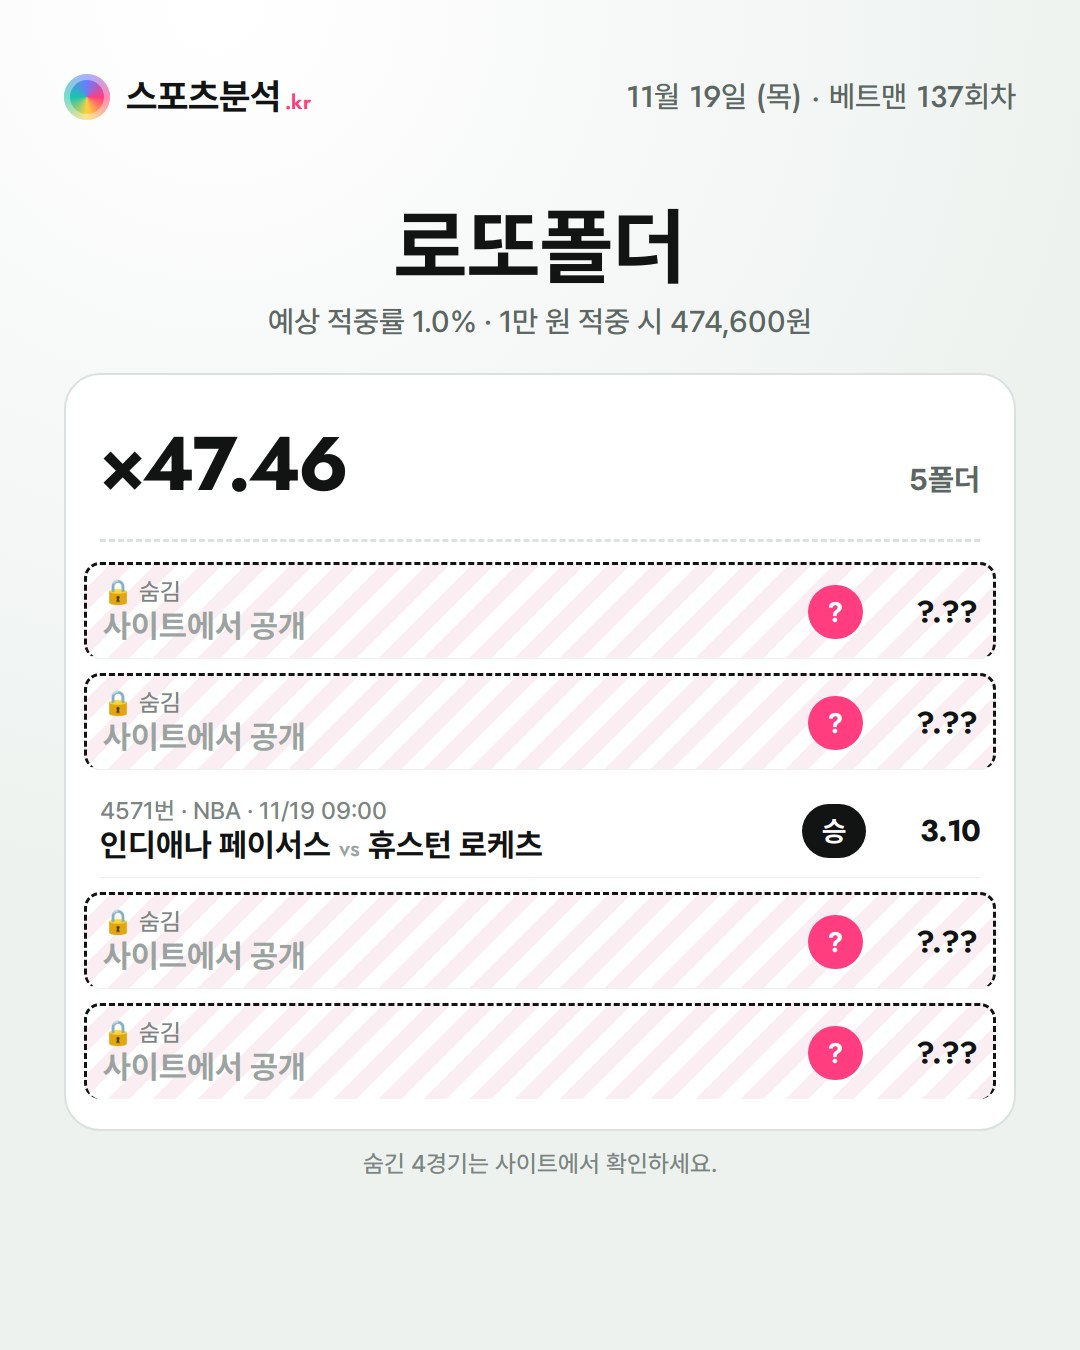 스포츠분석.kr
11월 19일 (목) · 베트맨 137회차
로또폴더
예상 적중률 1.0% · 1만 원 적중 시 474,600원
×47.46
5폴더
🔒 숨김
사이트에서 공개
?
?.??
🔒 숨김
사이트에서 공개
?
?.??
4571번 · NBA · 11/19 09:00
인디애나 페이서스 vs 휴스턴 로케츠
승
3.10
🔒 숨김
사이트에서 공개
?
?.??
🔒 숨김
사이트에서 공개
?
?.??
숨긴 4경기는 사이트에서 확인하세요.